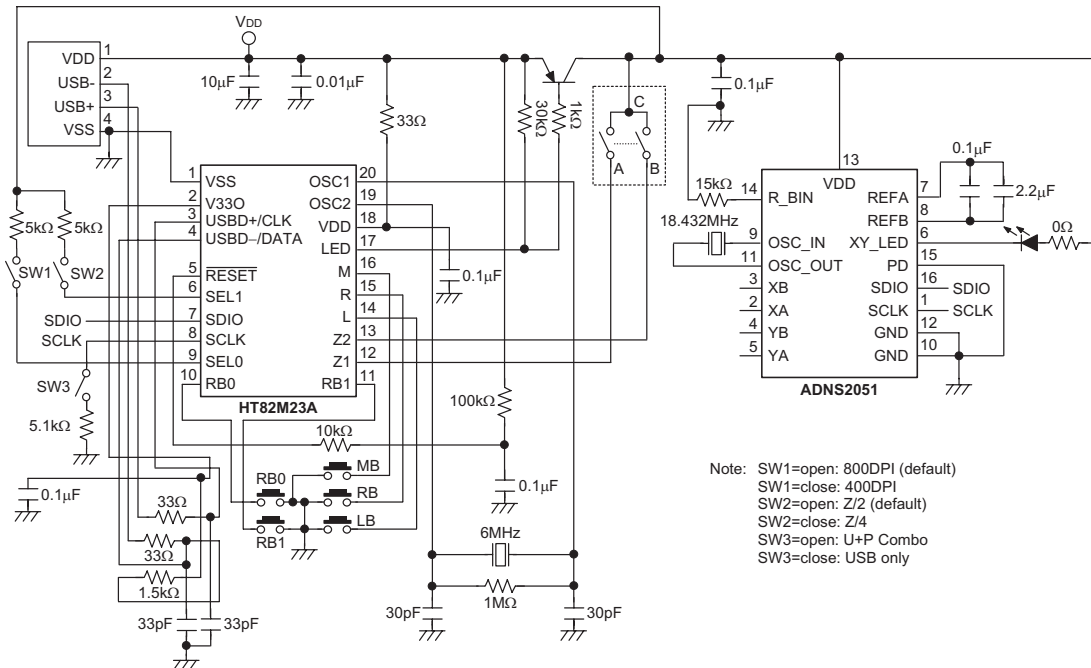 VDD
VDD 1
USB- 2
USB+ 3
VSS 4
10μF
0.01μF
33Ω
30kΩ
1kΩ
C
A
B
0.1μF
15kΩ
18.432MHz
5kΩ
5kΩ
SW1
SW2
SDIO
SCLK
SW3
5.1kΩ
1 VSS
2 V33O
3 USBD+/CLK
4 USBD–/DATA
5 RESET
6 SEL1
7 SDIO
8 SCLK
9 SEL0
10 RB0
OSC1 20
OSC2 19
VDD 18
LED 17
M 16
R 15
L 14
Z2 13
Z1 12
RB1 11
HT82M23A
0.1μF
13
VDD
14 R_BIN
9 OSC_IN
11 OSC_OUT
3 XB
2 XA
4 YB
5 YA
REFA 7
REFB 8
XY_LED 6
PD 15
SDIO 16 SDIO
SCLK 1 SCLK
GND 12
GND 10
ADNS2051
0.1μF
2.2μF
0Ω
100kΩ
10kΩ
0.1μF
RB0
MB
RB
RB1
LB
0.1μF
33Ω
33Ω
1.5kΩ
33pF
33pF
6MHz
1MΩ
30pF
30pF
Note: SW1=open: 800DPI (default)
SW1=close: 400DPI
SW2=open: Z/2 (default)
SW2=close: Z/4
SW3=open: U+P Combo
SW3=close: USB only